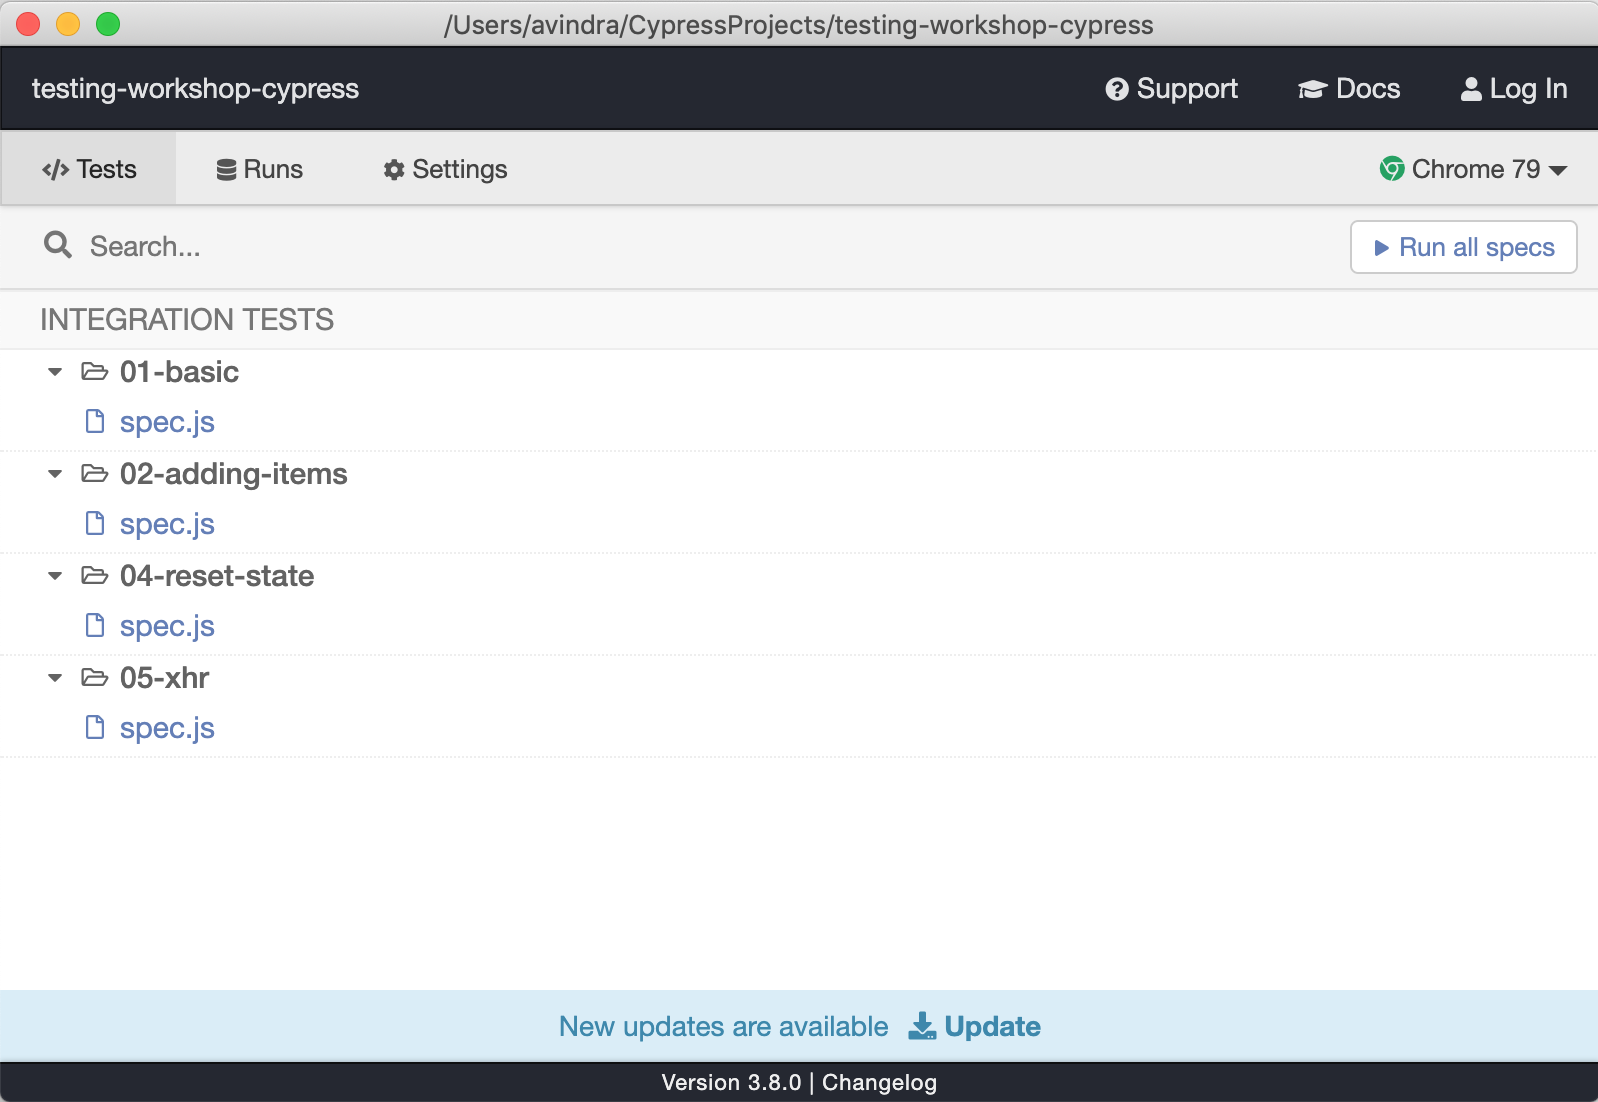 /Users/avindra/CypressProjects/testing-workshop-cypress
testing-workshop-cypress Support Docs Log In
Tests Runs Settings Chrome 79
Search... Run all specs
INTEGRATION TESTS
01-basic
spec.js
02-adding-items
spec.js
04-reset-state
spec.js
05-xhr
spec.js
New updates are available Update
Version 3.8.0 | Changelog